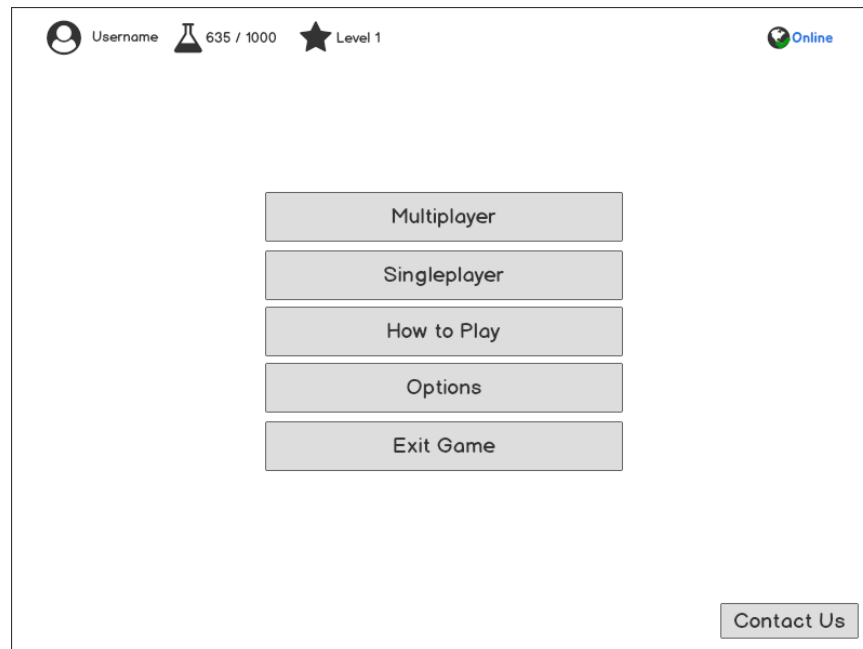 Username 635 / 1000 Level 1 Online
Multiplayer
Singleplayer
How to Play
Options
Exit Game
Contact Us